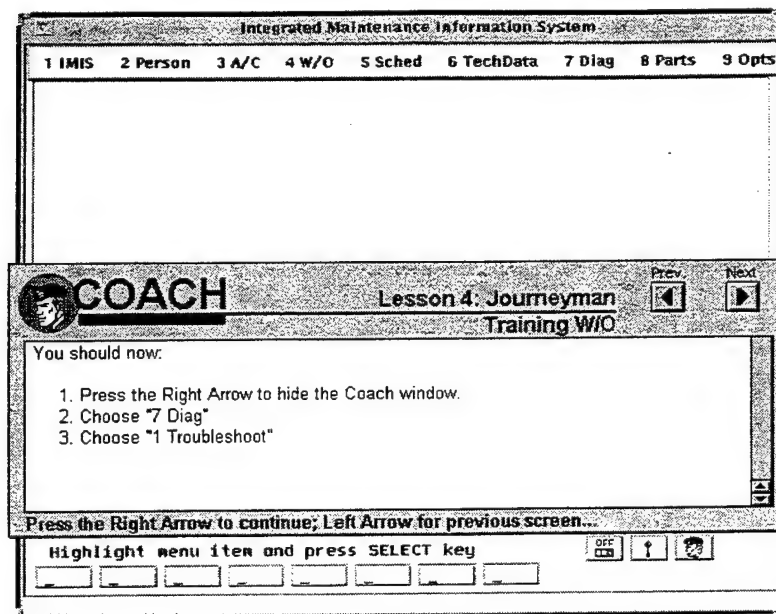 Integrated Maintenance Information System
1 IMIS 2 Person 3 A/C 4 W/O 5 Sched 6 TechData 7 Diag 8 Parts 9 Opts
COACH
Lesson 4: Journeyman
Training W/O
Prev.
Next
You should now:
1. Press the Right Arrow to hide the Coach window.
2. Choose "7 Diag"
3. Choose "1 Troubleshoot"
Press the Right Arrow to continue; Left Arrow for previous screen...
Highlight menu item and press SELECT key
OFF